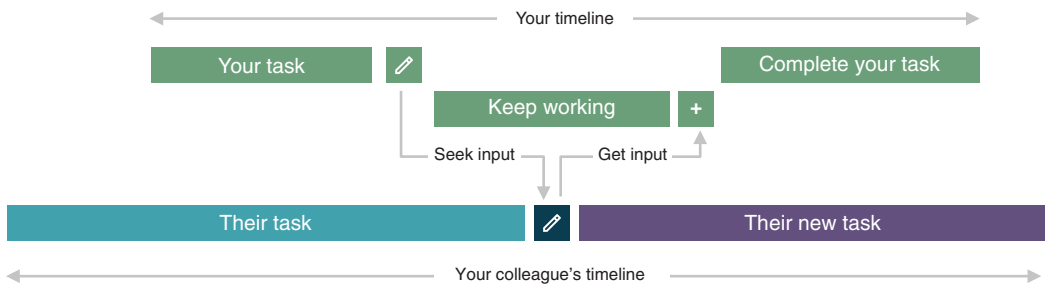 Your timeline
Your task
Complete your task
Keep working
+
Seek input
Get input
Their task
Their new task
Your colleague’s timeline